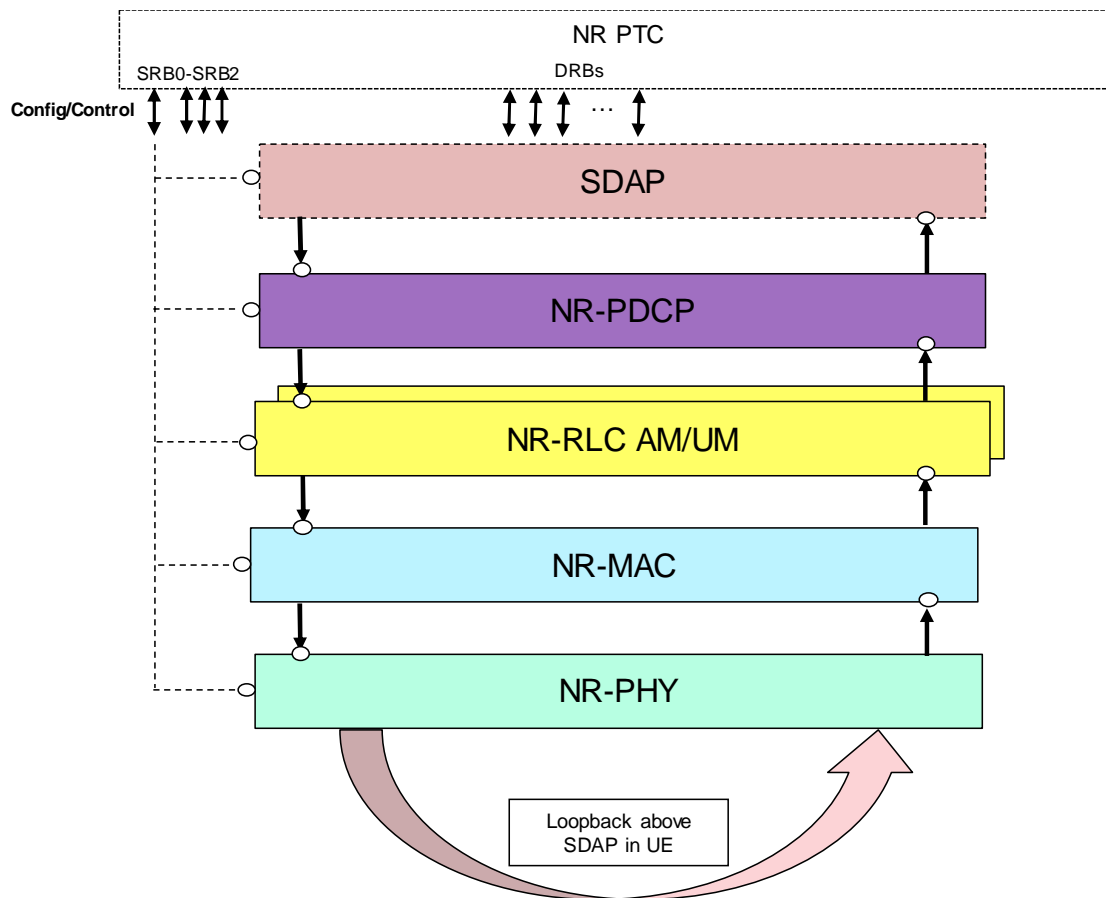 NR PTC
SRB0-SRB2
DRBs
Config/Control
...
SDAP
NR-PDCP
NR-RLC AM/UM
NR-MAC
NR-PHY
Loopback above
SDAP in UE